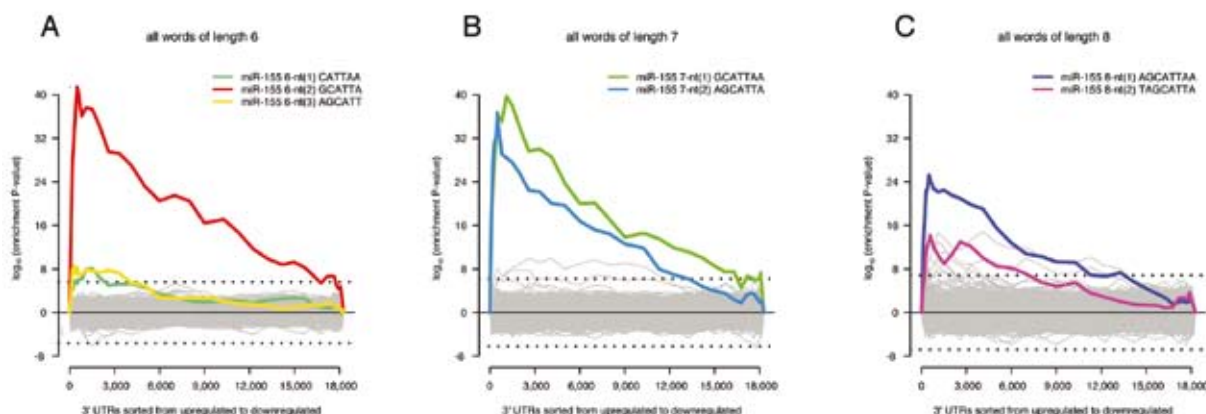 A
all words of length 6
miR-155 6-nt(1) CATTAA
miR-155 6-nt(2) GCATTA
miR-155 6-nt(3) AGCATT
40
32
24
16
8
0
-8
log₁₀ (enrichment P-value)
0
3,000
6,000
9,000
12,000
15,000
18,000
3' UTRs sorted from upregulated to downregulated
B
all words of length 7
miR-155 7-nt(1) GCATTAA
miR-155 7-nt(2) AGCATTA
40
32
24
16
8
0
-8
log₁₀ (enrichment P-value)
0
3,000
6,000
9,000
12,000
15,000
18,000
3' UTRs sorted from upregulated to downregulated
C
all words of length 8
miR-155 8-nt(1) AGCATTAA
miR-155 8-nt(2) TAGCATTA
40
32
24
16
8
0
-8
log₁₀ (enrichment P-value)
0
3,000
6,000
9,000
12,000
15,000
18,000
3' UTRs sorted from upregulated to downregulated